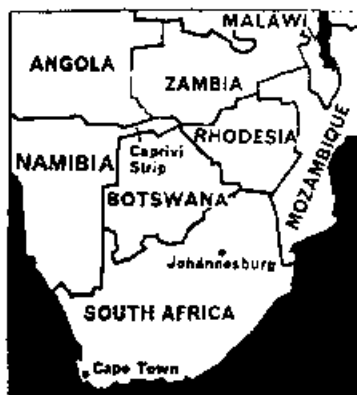 MALAWI
ANGOLA
ZAMBIA
RHODESIA
Caprivi
Strip
NAMIBIA
BOTSWANA
MOZAMBIQUE
Johannesburg
SOUTH AFRICA
Cape Town